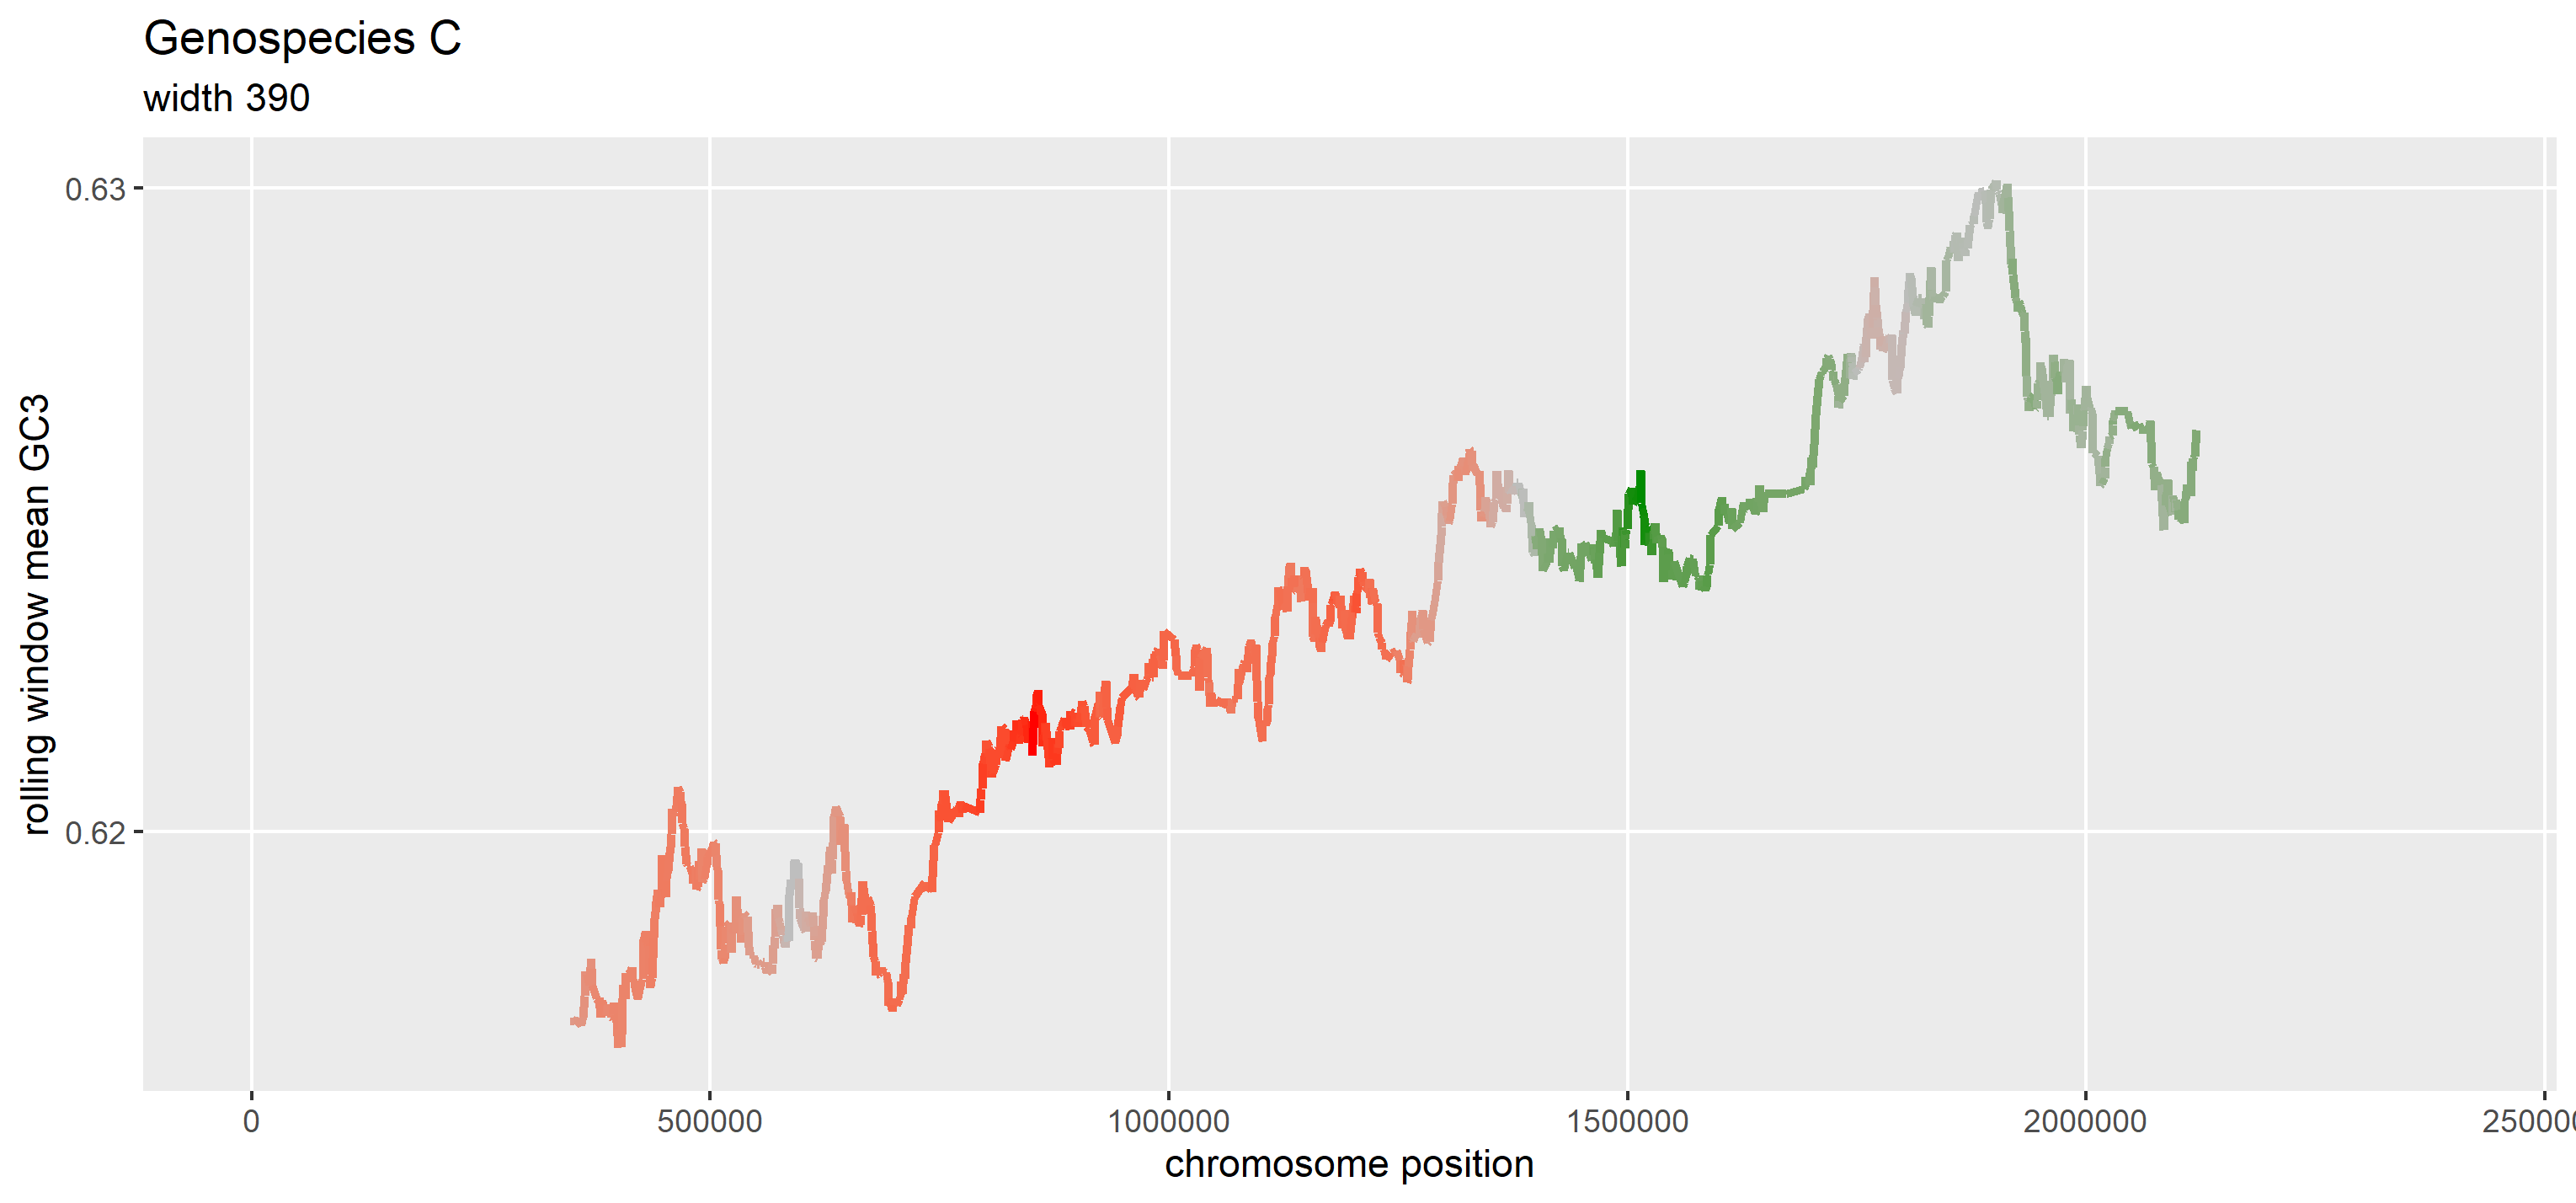 Genospecies C
width 390
rolling window mean GC3
0.63
0.62
0
500000
1000000
1500000
2000000
chromosome position